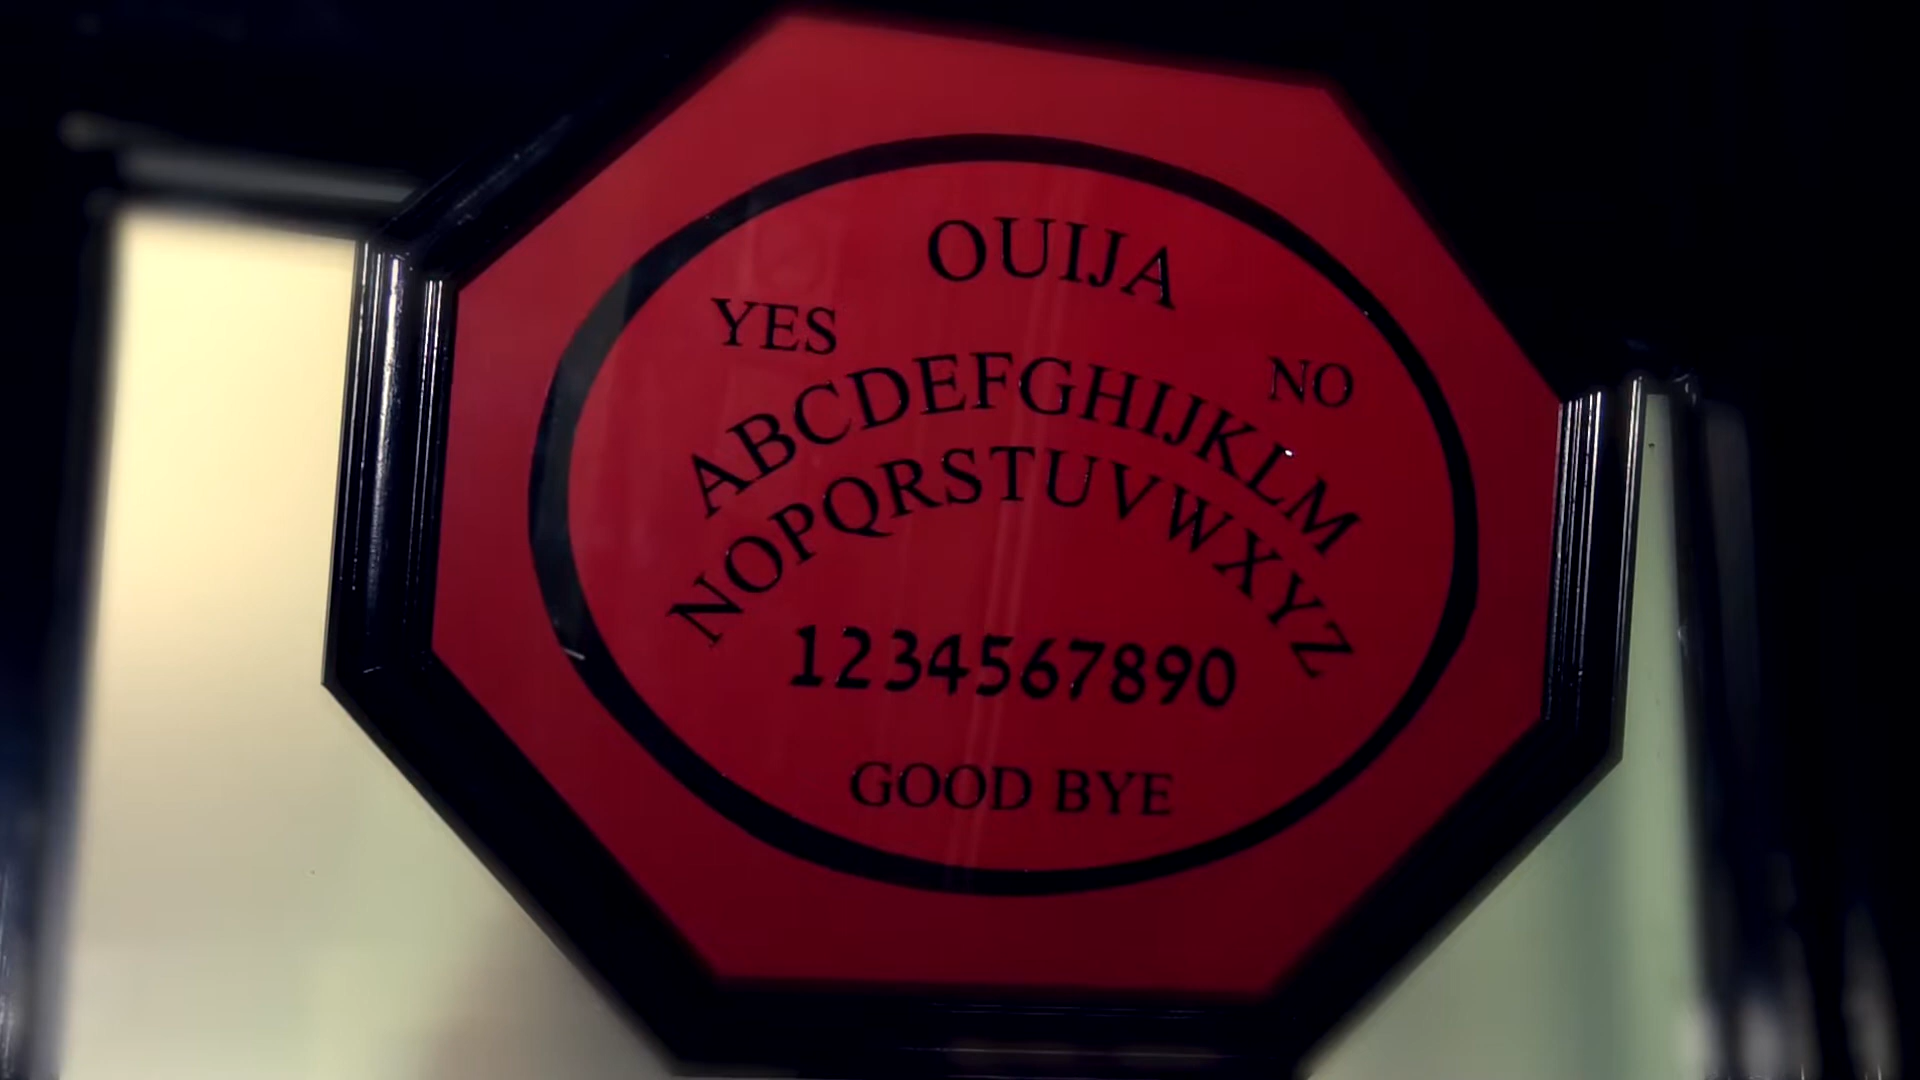 OUIJA
YES NO
ABCDEFGHIJKLM
NOPQRSTUVWXYZ
1234567890
GOOD BYE